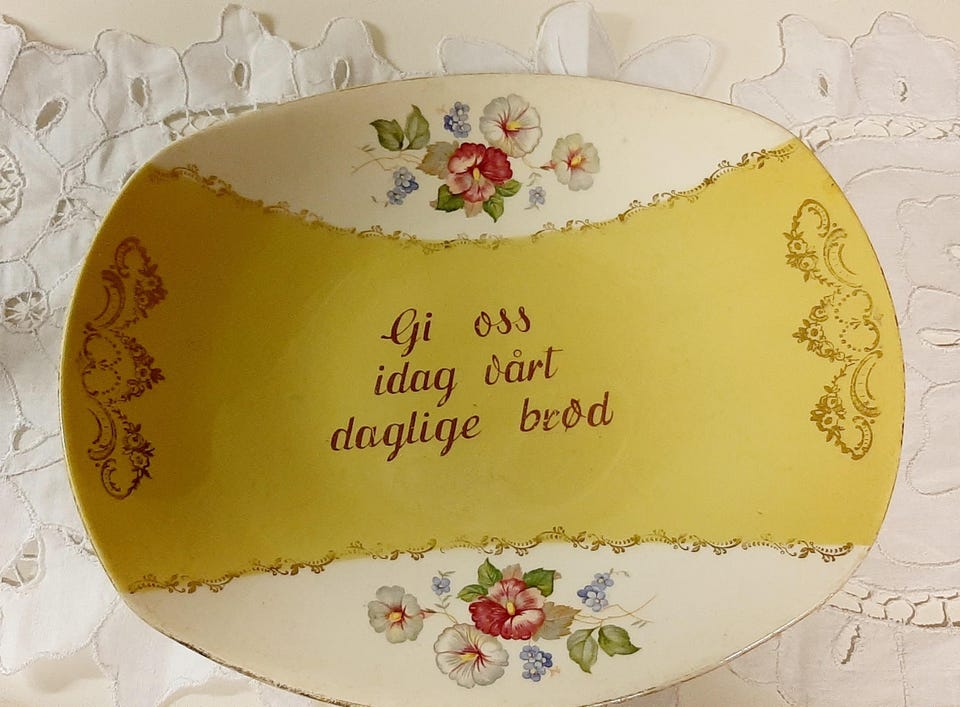 Gi oss
idag vårt
daglige brød